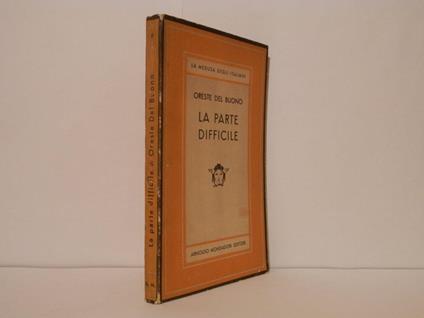 LA MEDUSA DEGLI ITALIANI
ORESTE DEL BUONO
LA PARTE
DIFFICILE
ARNOLDO MONDADORI EDITORE
La parte difficile di Oreste Del Buono